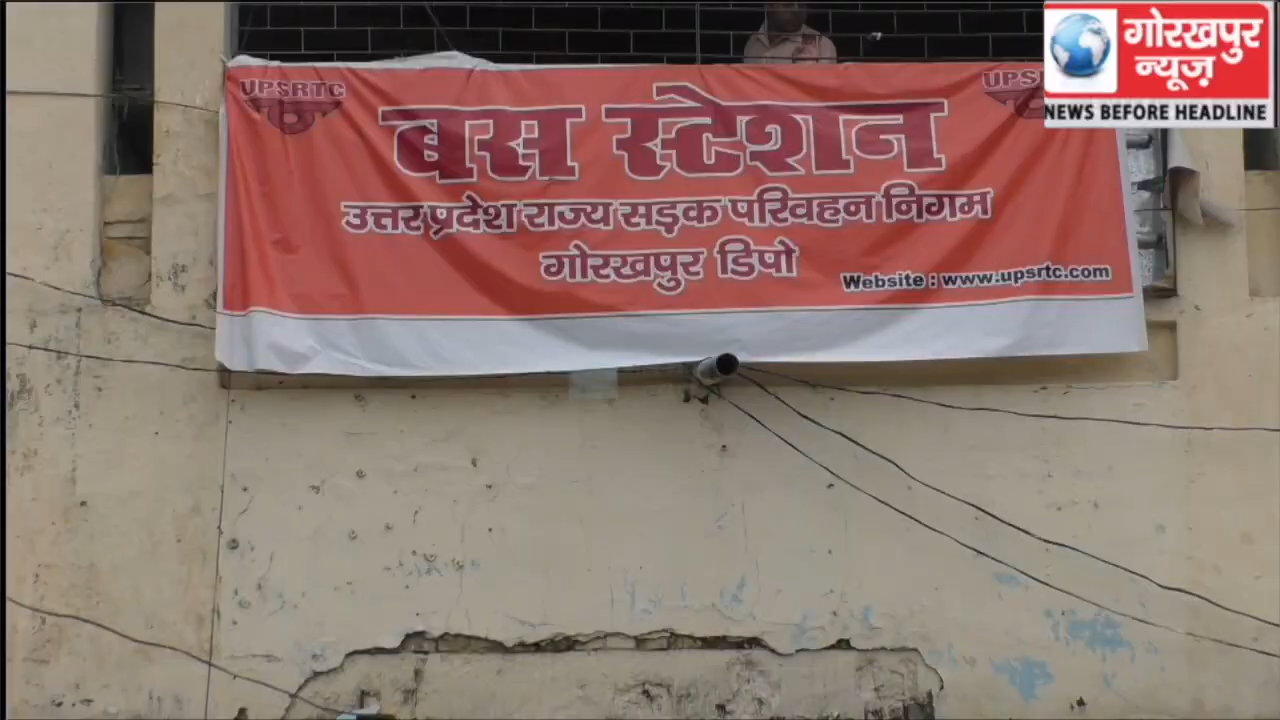 UPSRTC
बस स्टेशन
उत्तर प्रदेश राज्य सड़क परिवहन निगम
गोरखपुर डिपो
Website : www.upsrtc.com
गोरखपुर
न्यूज़
NEWS BEFORE HEADLINE